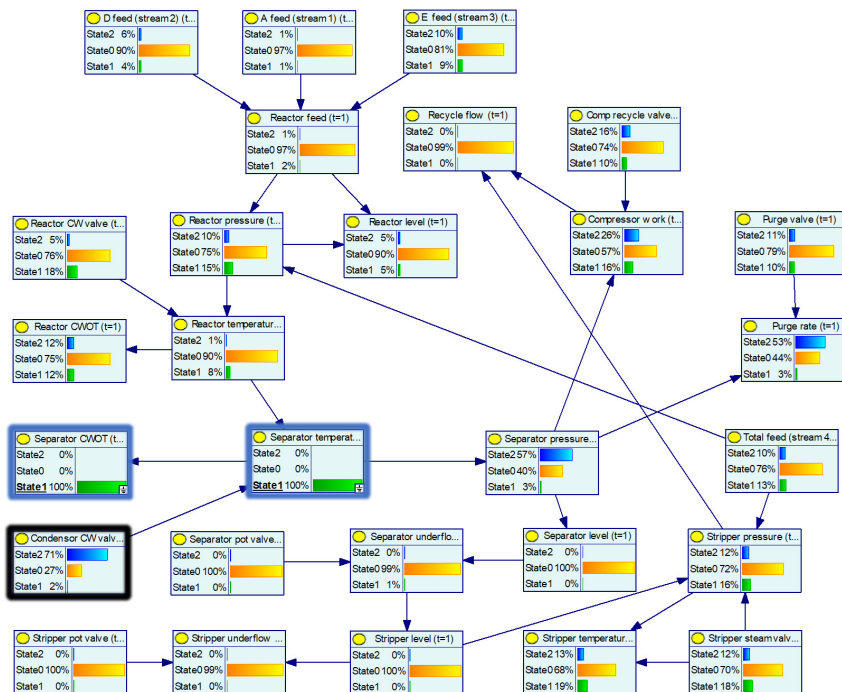 D feed (stream2) (t...
State2 6%
State0 90%
State1 4%
A feed (stream1) (t...
State2 1%
State0 97%
State1 1%
E feed (stream3) (t...
State2 10%
State0 81%
State1 9%
Reactor feed (t=1)
State2 1%
State0 97%
State1 2%
Recycle flow (t=1)
State2 0%
State0 99%
State1 0%
Comp recycle valve...
State2 16%
State0 74%
State1 10%
Reactor CW valve (t...
State2 5%
State0 76%
State1 18%
Reactor pressure (t...
State2 10%
State0 75%
State1 15%
Reactor level (t=1)
State2 5%
State0 90%
State1 5%
Compressor work (t...
State2 26%
State0 57%
State1 16%
Purge valve (t=1)
State2 11%
State0 79%
State1 10%
Reactor CWOT (t=1)
State2 12%
State0 75%
State1 12%
Reactor temperatur...
State2 1%
State0 90%
State1 8%
Purge rate (t=1)
State2 53%
State0 44%
State1 3%
Separator CWOT (t...
State2 0%
State0 0%
State1 100%
Separator temperat...
State2 0%
State0 0%
State1 100%
Separator pressure...
State2 57%
State0 40%
State1 3%
Total feed (stream 4...
State2 10%
State0 76%
State1 13%
Condensor CW valv...
State2 71%
State0 27%
State1 2%
Separator pot valve...
State2 0%
State0 100%
State1 0%
Separator underflo...
State2 0%
State0 99%
State1 1%
Separator level (t=1)
State2 0%
State0 100%
State1 0%
Stripper pressure (t...
State2 12%
State0 72%
State1 16%
Stripper pot valve (t...
State2 0%
State0 100%
State1 0%
Stripper underflow ...
State2 0%
State0 99%
State1 0%
Stripper level (t=1)
State2 0%
State0 100%
State1 0%
Stripper temperatur...
State2 13%
State0 68%
State1 19%
Stripper steam valv...
State2 12%
State0 70%
State1 18%